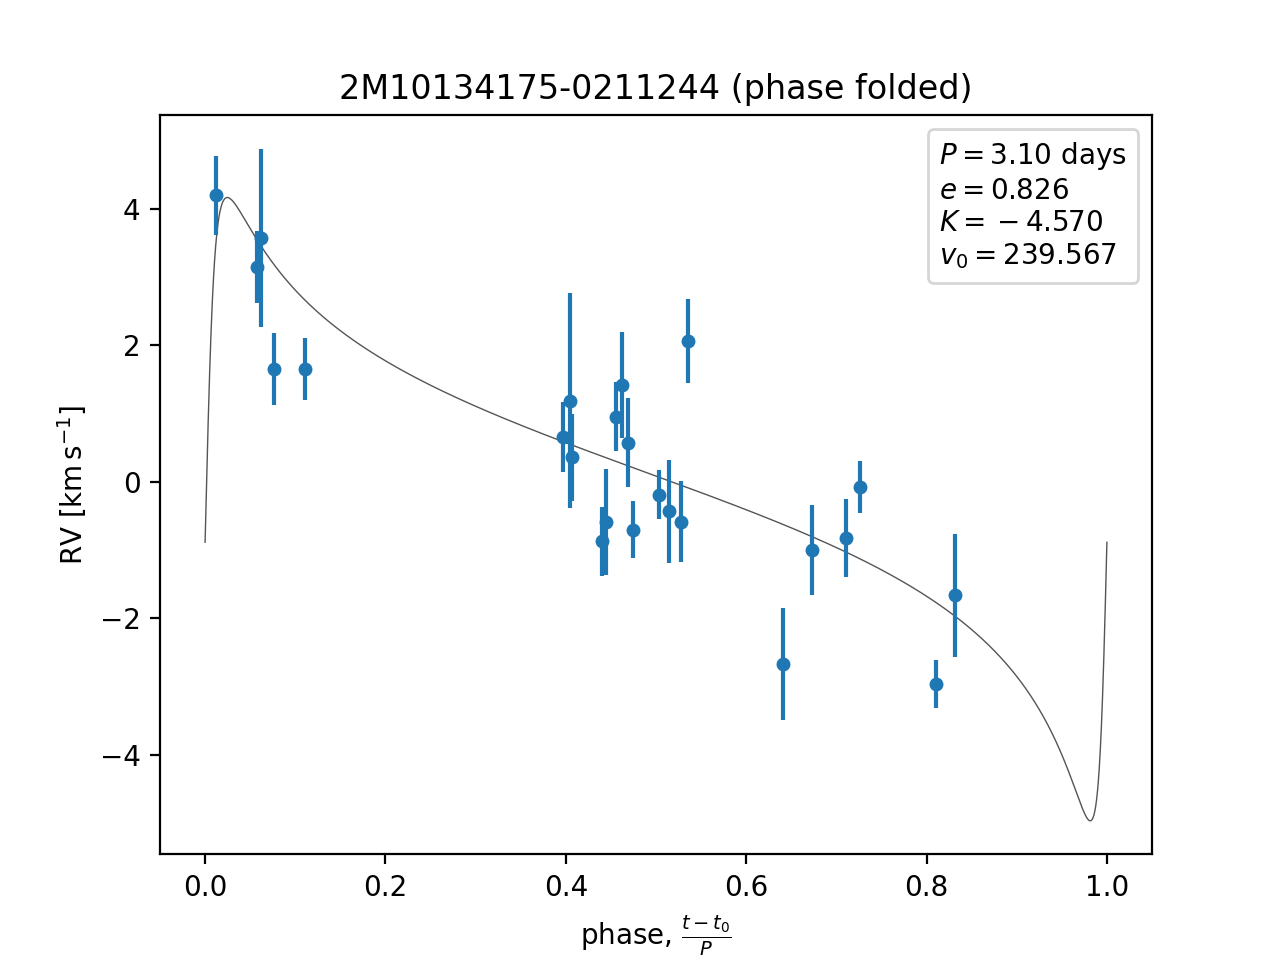 2M10134175-0211244 (phase folded)
P = 3.10 days
e = 0.826
K = −4.570
v₀ = 239.567
RV [km s⁻¹]
4
2
0
−2
−4
0.0 0.2 0.4 0.6 0.8 1.0
phase, (t − t₀)/P